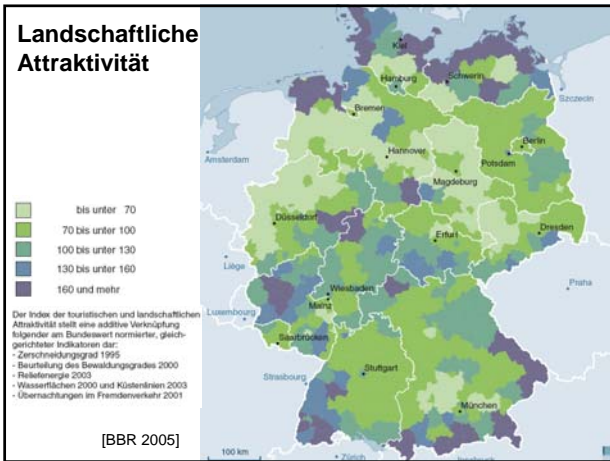 Landschaftliche
Attraktivität
bis unter 70
70 bis unter 100
100 bis unter 130
130 bis unter 160
160 und mehr
Der Index der touristischen und landschaftlichen
Attraktivität stellt eine additive Verknüpfung
folgender am Bundeswert normierter, gleich-
gerichteter Indikatoren dar:
- Zerschneidungsgrad 1995
- Beurteilung des Bewaldungsgrades 2000
- Reliefenergie 2003
- Wasserflächen 2000 und Küstenlinien 2003
- Übernachtungen im Fremdenverkehr 2001
[BBR 2005]
Kiel
Hamburg
Schwerin
Szczecin
Bremen
Berlin
Amsterdam
Hannover
Potsdam
Magdeburg
Düsseldorf
Erfurt
Dresden
Liège
Wiesbaden
Praha
Mainz
Luxembourg
Saarbrücken
Stuttgart
Strasbourg
München
100 km
Zürich